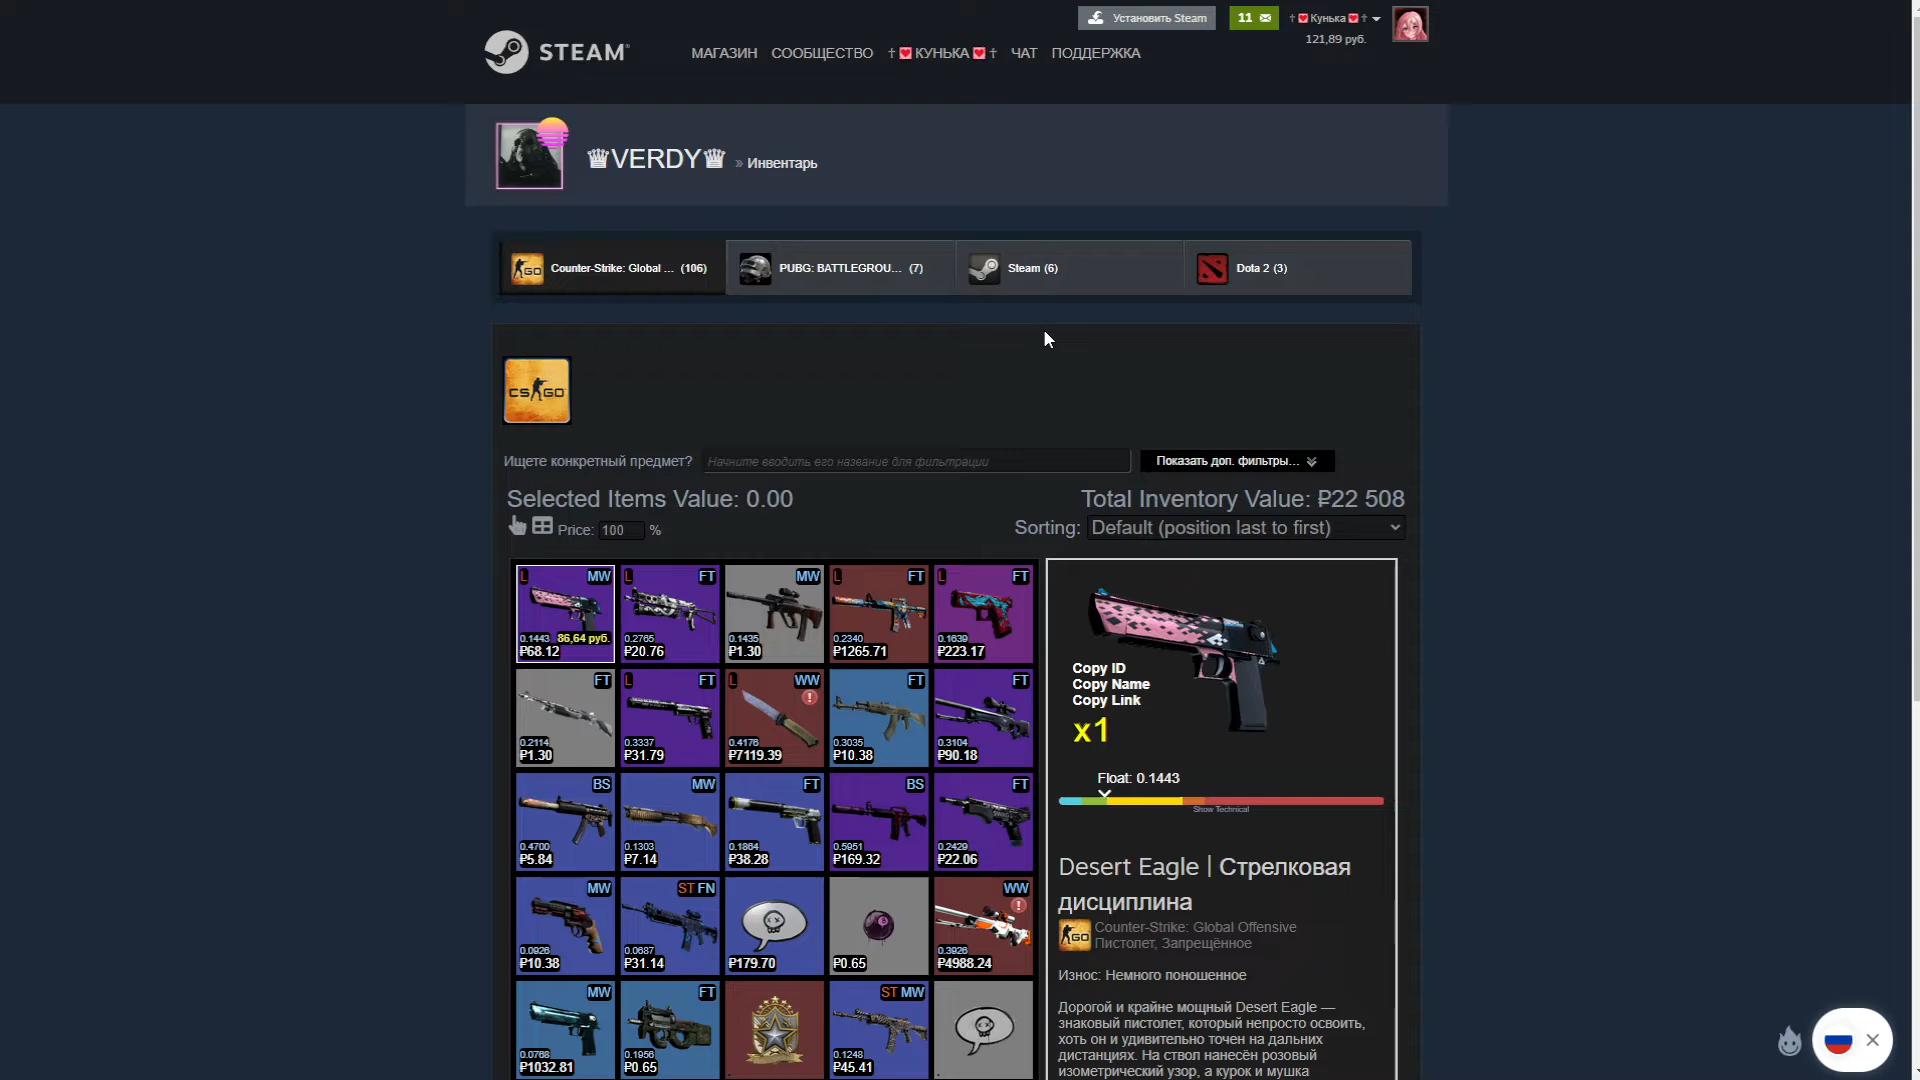 Установить Steam
11
†❤Кунька❤†
121,89 руб.
STEAM
МАГАЗИН СООБЩЕСТВО †❤КУНЬКА❤† ЧАТ ПОДДЕРЖКА
♕VERDY♕ » Инвентарь
Counter-Strike: Global ... (106)
PUBG: BATTLEGROU... (7)
Steam (6)
Dota 2 (3)
CS GO
Ищете конкретный предмет? Начните вводить его название для фильтрации Показать доп. фильтры...
Selected Items Value: 0.00 Total Inventory Value: ₽22 508
Price: 100 % Sorting: Default (position last to first)
L MW L FT MW L FT L FT
0.1443 86,64 руб. 0.2765 0.1435 0.2340 0.1639
₽68.12 ₽20.76 ₽1.30 ₽1265.71 ₽223.17
FT L FT L WW FT FT
0.2114 0.3337 0.4176 0.3035 0.3104
₽1.30 ₽31.79 ₽7119.39 ₽10.38 ₽90.18
BS MW FT BS FT
0.4700 0.1303 0.1864 0.5951 0.2429
₽5.84 ₽7.14 ₽38.28 ₽169.32 ₽22.06
MW ST FN WW
0.0926 0.0687 0.3926
₽10.38 ₽31.14 ₽179.70 ₽0.65 ₽4988.24
MW FT ST MW
0.0768 0.1956 0.1248
₽1032.81 ₽0.65 ₽45.41
Copy ID
Copy Name
Copy Link
x1
Float: 0.1443
Show Technical
Desert Eagle | Стрелковая
дисциплина
Counter-Strike: Global Offensive
Пистолет, Запрещённое
Износ: Немного поношенное
Дорогой и крайне мощный Desert Eagle —
знаковый пистолет, который непросто освоить,
хоть он и удивительно точен на дальних
дистанциях. На ствол нанесён розовый
изометрический узор, а курок и мушка